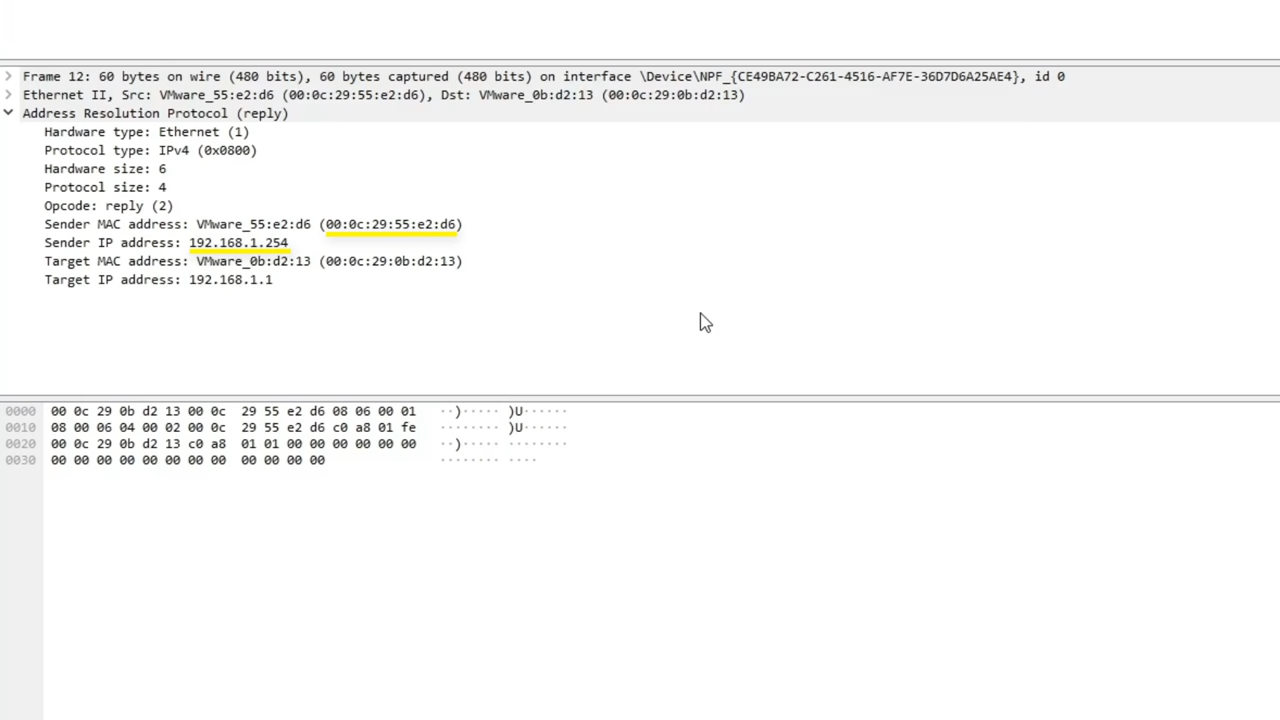 Frame 12: 60 bytes on wire (480 bits), 60 bytes captured (480 bits) on interface \Device\NPF_{CE49BA72-C261-4516-AF7E-36D7D6A25AE4}, id 0
Ethernet II, Src: VMware_55:e2:d6 (00:0c:29:55:e2:d6), Dst: VMware_0b:d2:13 (00:0c:29:0b:d2:13)
Address Resolution Protocol (reply)
Hardware type: Ethernet (1)
Protocol type: IPv4 (0x0800)
Hardware size: 6
Protocol size: 4
Opcode: reply (2)
Sender MAC address: VMware_55:e2:d6 (00:0c:29:55:e2:d6)
Sender IP address: 192.168.1.254
Target MAC address: VMware_0b:d2:13 (00:0c:29:0b:d2:13)
Target IP address: 192.168.1.1
0000 00 0c 29 0b d2 13 00 0c 29 55 e2 d6 08 06 00 01 ··)····· )U······
0010 08 00 06 04 00 02 00 0c 29 55 e2 d6 c0 a8 01 fe ········ )U······
0020 00 0c 29 0b d2 13 c0 a8 01 01 00 00 00 00 00 00 ··)····· ········
0030 00 00 00 00 00 00 00 00 00 00 00 00 ········ ····